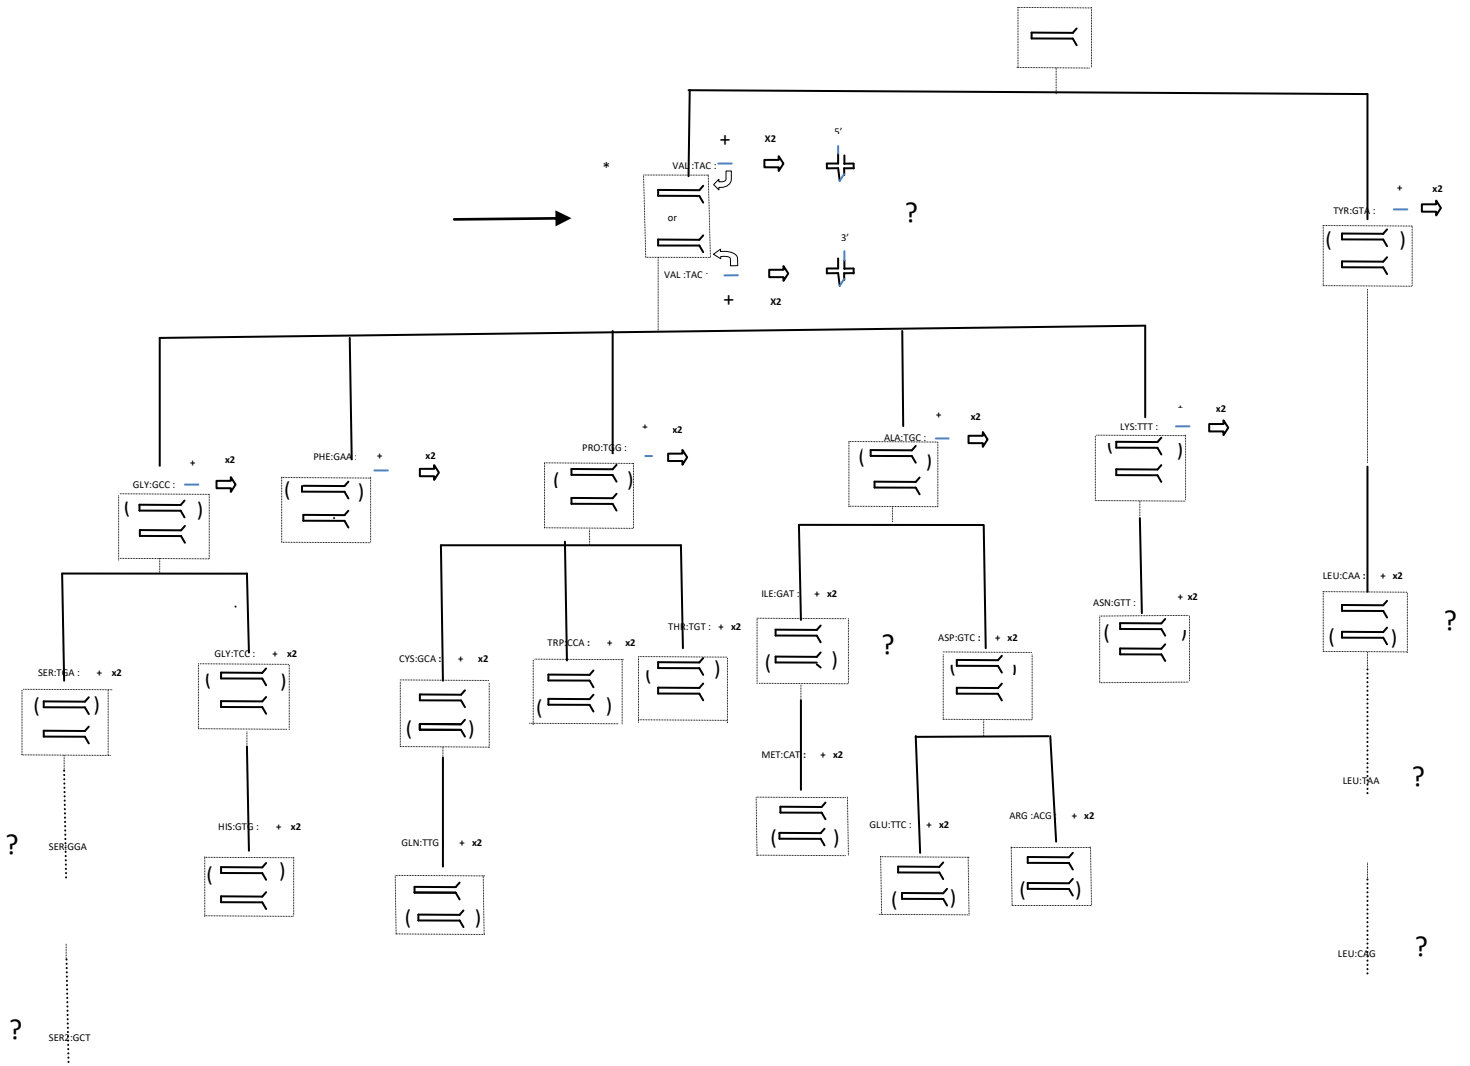 + X2 5'
* VAL :TAC :
or
?
3'
VAL :TAC
+ X2
+ x2
TYR:GTA :
+ x2
GLY:GCC :
+ x2
PHE:GAA:
+ x2
PRO:TGG :
+ x2
ALA:TGC :
+ x2
LYS:TTT :
SER:TGA : + x2
GLY:TCC : + x2
CYS:GCA : + x2
TRP:CCA : + x2
THR:TGT : + x2
ILE:GAT : + x2
?
ASP:GTC : + x2
ASN:GTT : + x2
LEU:CAA : + x2
?
MET:CAT : + x2
LEU:TAA ?
? SER:GGA
HIS:GTG : + x2
GLN:TTG + x2
GLU:TTC : + x2
ARG :ACG + x2
LEU:CAG ?
? SER2:GCT